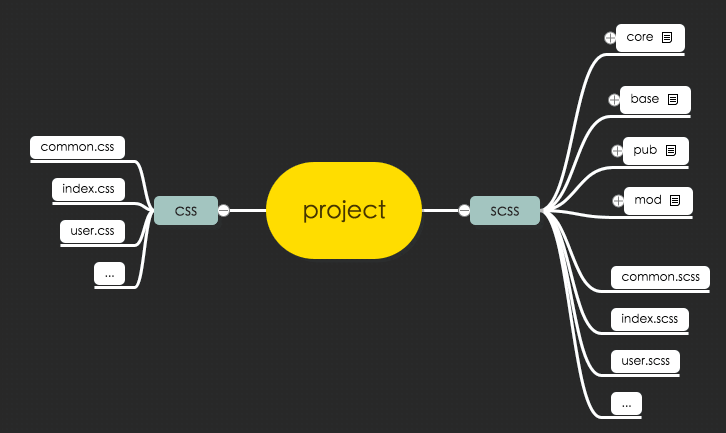 project
css
common.css
index.css
user.css
...
scss
core
base
pub
mod
common.scss
index.scss
user.scss
...